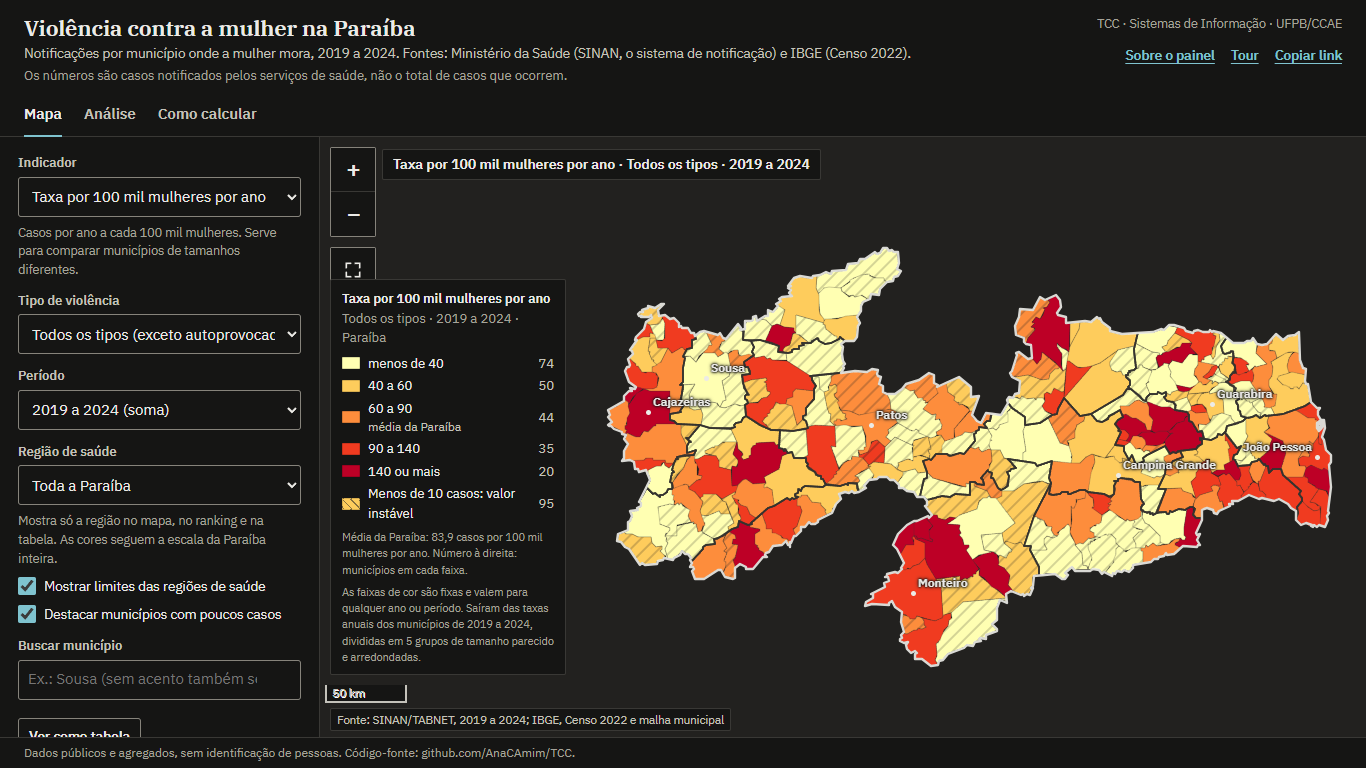 Violência contra a mulher na Paraíba
Notificações por município onde a mulher mora, 2019 a 2024. Fontes: Ministério da Saúde (SINAN, o sistema de notificação) e IBGE (Censo 2022).
Os números são casos notificados pelos serviços de saúde, não o total de casos que ocorrem.
TCC · Sistemas de Informação · UFPB/CCAE
Sobre o painel Tour Copiar link
Mapa Análise Como calcular
Indicador
Taxa por 100 mil mulheres por ano
Casos por ano a cada 100 mil mulheres. Serve
para comparar municípios de tamanhos
diferentes.
Tipo de violência
Todos os tipos (exceto autoprovocac
Período
2019 a 2024 (soma)
Região de saúde
Toda a Paraíba
Mostra só a região no mapa, no ranking e na
tabela. As cores seguem a escala da Paraíba
inteira.
Mostrar limites das regiões de saúde
Destacar municípios com poucos casos
Buscar município
Ex.: Sousa (sem acento também se
Ver como tabela
+
−
Taxa por 100 mil mulheres por ano · Todos os tipos · 2019 a 2024
Taxa por 100 mil mulheres por ano
Todos os tipos · 2019 a 2024 ·
Paraíba
menos de 40 74
40 a 60 50
60 a 90 44
média da Paraíba
90 a 140 35
140 ou mais 20
Menos de 10 casos: valor 95
instável
Média da Paraíba: 83,9 casos por 100 mil
mulheres por ano. Número à direita:
municípios em cada faixa.
As faixas de cor são fixas e valem para
qualquer ano ou período. Saíram das taxas
anuais dos municípios de 2019 a 2024,
divididas em 5 grupos de tamanho parecido
e arredondadas.
50 km
Fonte: SINAN/TABNET, 2019 a 2024; IBGE, Censo 2022 e malha municipal
Sousa
Cajazeiras
Patos
Guarabira
João Pessoa
Campina Grande
Monteiro
Dados públicos e agregados, sem identificação de pessoas. Código-fonte: github.com/AnaCAmim/TCC.